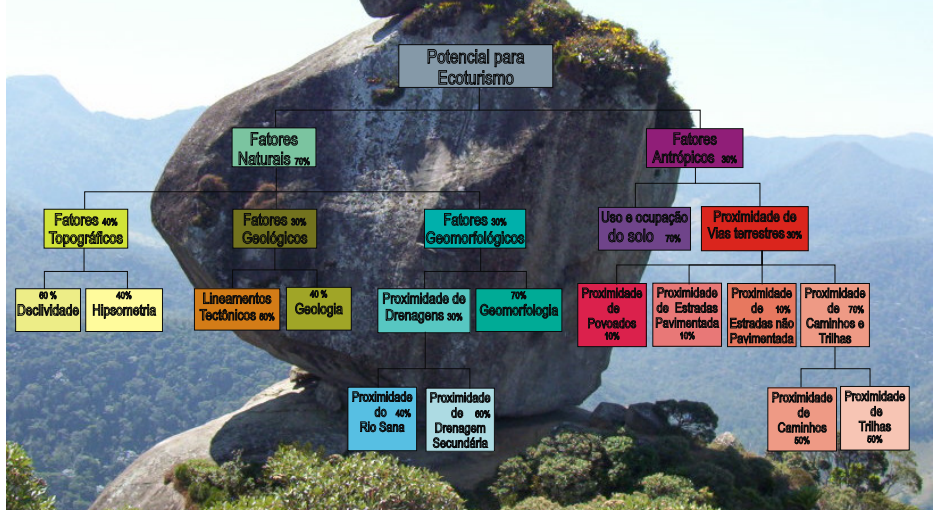 Potencial para
Ecoturismo
Fatores
Naturais 70%
Fatores
Antrópicos 30%
Fatores 40%
Topográficos
Fatores 30%
Geológicos
Fatores 30%
Geomorfológicos
Uso e ocupação
do solo 70%
Proximidade de
Vias terrestres 30%
60 %
Declividade
40%
Hipsometria
Lineamentos
Tectônicos 60%
40 %
Geologia
Proximidade de
Drenagens 30%
70%
Geomorfologia
Proximidade
de
Povoados
10%
Proximidade
de Estradas
Pavimentada
10%
Proximidade
de 10%
Estradas não
Pavimentada
Proximidade
de 70%
Caminhos e
Trilhas
Proximidade
do 40%
Rio Sana
Proximidade
de 60%
Drenagem
Secundária
Proximidade
de
Caminhos
50%
Proximidade
de
Trilhas
50%